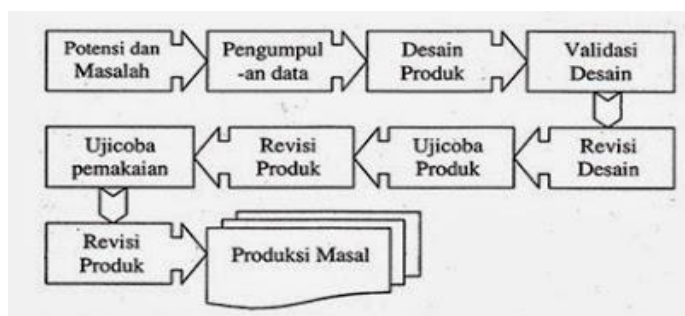 Potensi dan
Masalah
Pengumpul
-an data
Desain
Produk
Validasi
Desain
Revisi
Desain
Ujicoba
Produk
Revisi
Produk
Ujicoba
pemakaian
Revisi
Produk
Produksi Masal